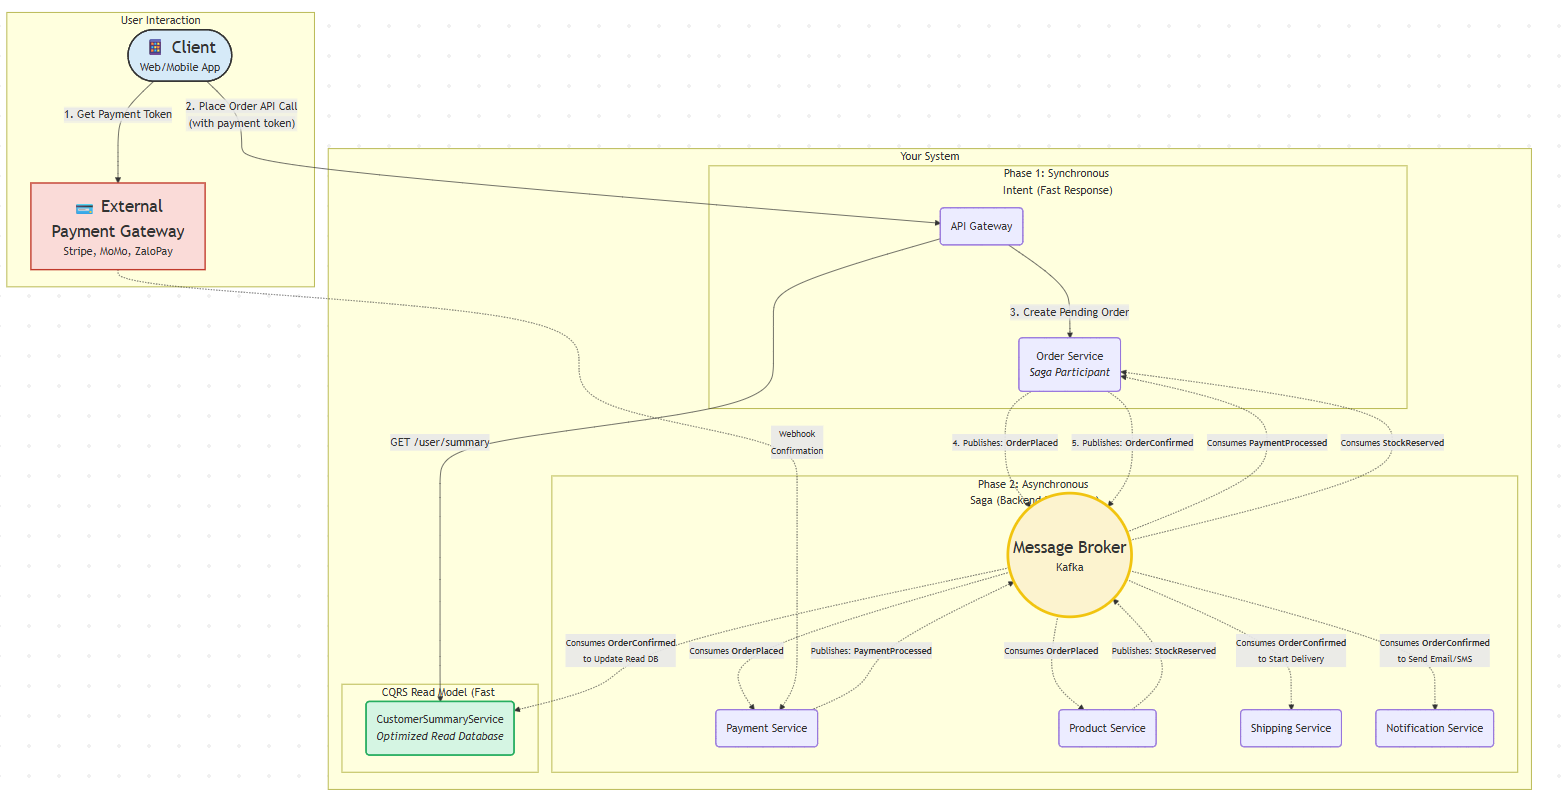 User Interaction
Client
Web/Mobile App
1. Get Payment Token
2. Place Order API Call
(with payment token)
External
Payment Gateway
Stripe, MoMo, ZaloPay
Your System
Phase 1: Synchronous
Intent (Fast Response)
API Gateway
3. Create Pending Order
Order Service
Saga Participant
GET /user/summary
Webhook
Confirmation
4. Publishes: OrderPlaced
5. Publishes: OrderConfirmed
Consumes PaymentProcessed
Consumes StockReserved
Phase 2: Asynchronous
Saga (Backend
Message Broker
Kafka
Consumes OrderConfirmed
to Update Read DB
Consumes OrderPlaced
Publishes: PaymentProcessed
Consumes OrderPlaced
Publishes: StockReserved
Consumes OrderConfirmed
to Start Delivery
Consumes OrderConfirmed
to Send Email/SMS
CQRS Read Model (Fast
CustomerSummaryService
Optimized Read Database
Payment Service
Product Service
Shipping Service
Notification Service